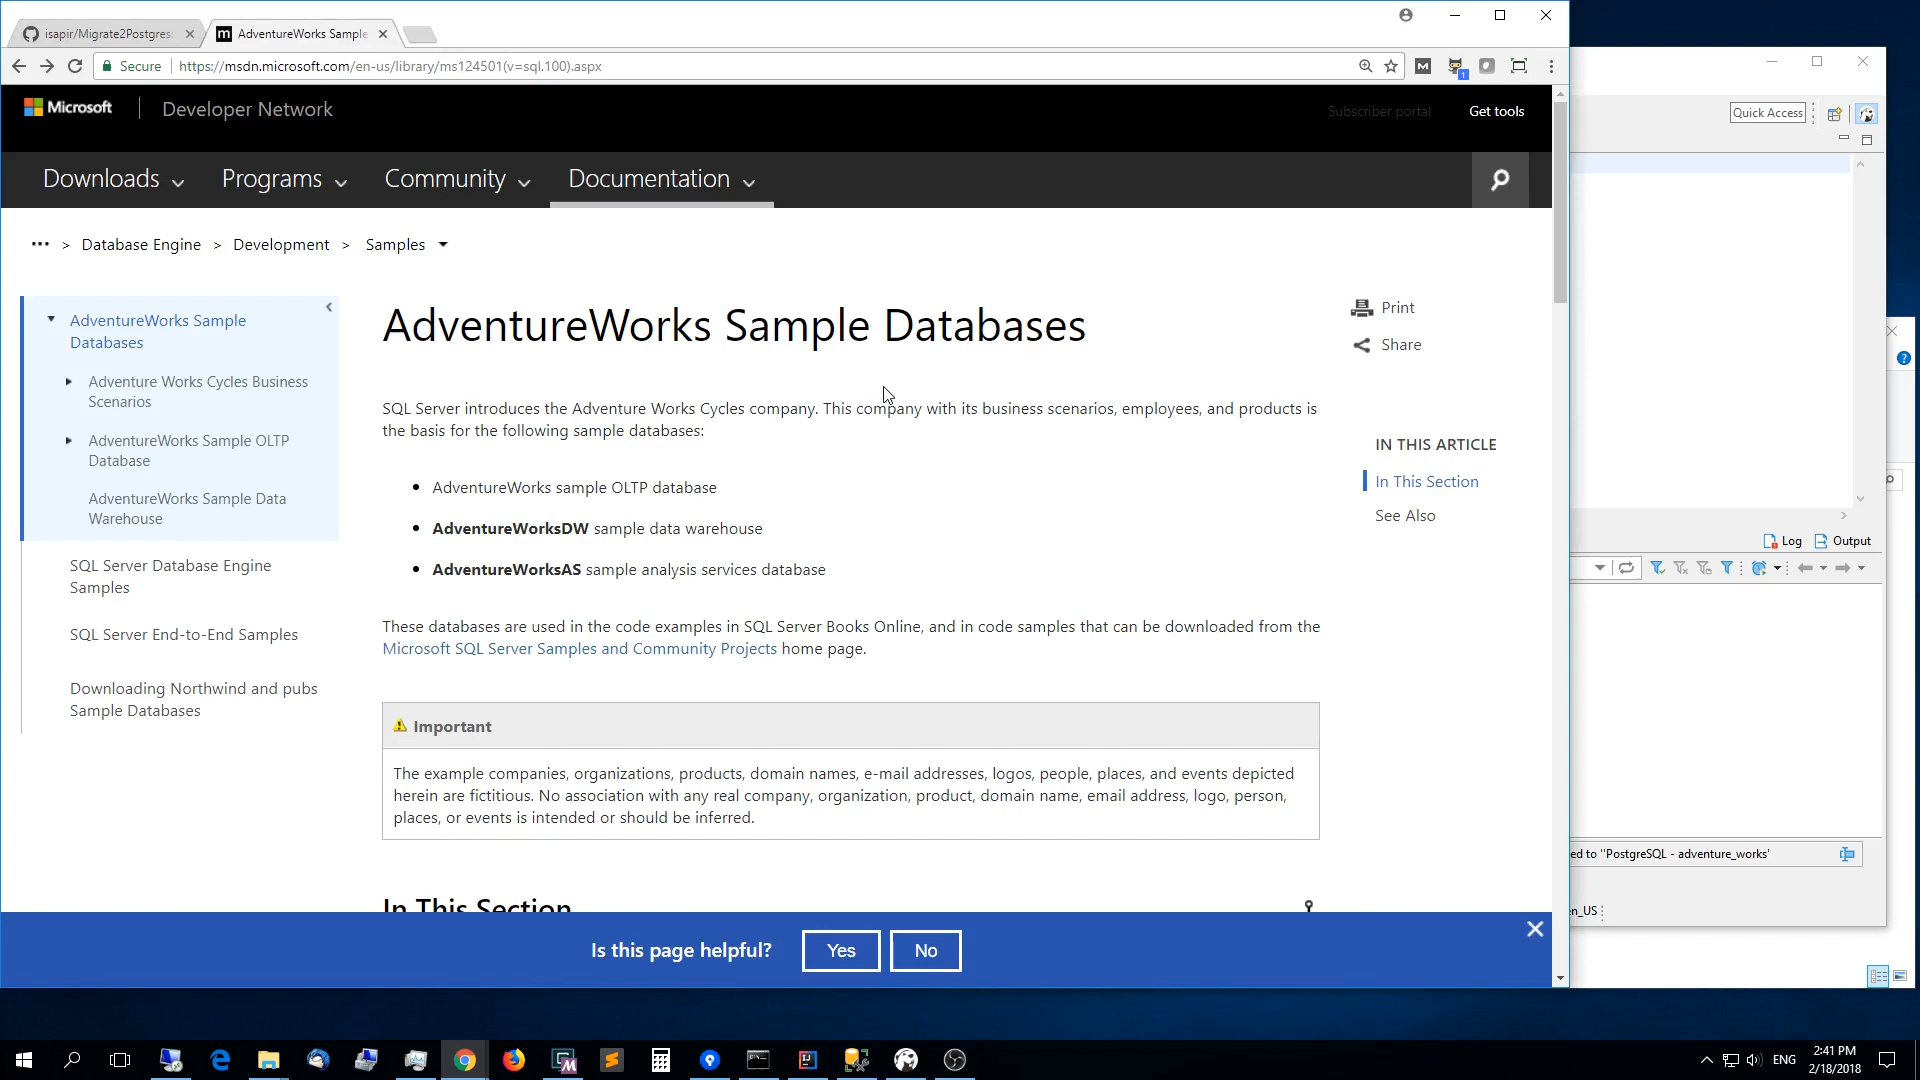 isapir/Migrate2Postgres
AdventureWorks Sample
Secure
https://msdn.microsoft.com/en-us/library/ms124501(v=sql.100).aspx
1
Quick Access
Microsoft
Developer Network
Subscriber portal
Get tools
Downloads
Programs
Community
Documentation
... > Database Engine > Development > Samples
AdventureWorks Sample
Databases
Adventure Works Cycles Business
Scenarios
AdventureWorks Sample OLTP
Database
AdventureWorks Sample Data
Warehouse
SQL Server Database Engine
Samples
SQL Server End-to-End Samples
Downloading Northwind and pubs
Sample Databases
AdventureWorks Sample Databases
SQL Server introduces the Adventure Works Cycles company. This company with its business scenarios, employees, and products is
the basis for the following sample databases:
AdventureWorks sample OLTP database
AdventureWorksDW sample data warehouse
AdventureWorksAS sample analysis services database
These databases are used in the code examples in SQL Server Books Online, and in code samples that can be downloaded from the
Microsoft SQL Server Samples and Community Projects home page.
Important
The example companies, organizations, products, domain names, e-mail addresses, logos, people, places, and events depicted
herein are fictitious. No association with any real company, organization, product, domain name, email address, logo, person,
places, or events is intended or should be inferred.
In This Section
Print
Share
IN THIS ARTICLE
In This Section
See Also
Is this page helpful?
Yes
No
Log
Output
ed to "PostgreSQL - adventure_works'
en_US
ENG
2:41 PM
2/18/2018